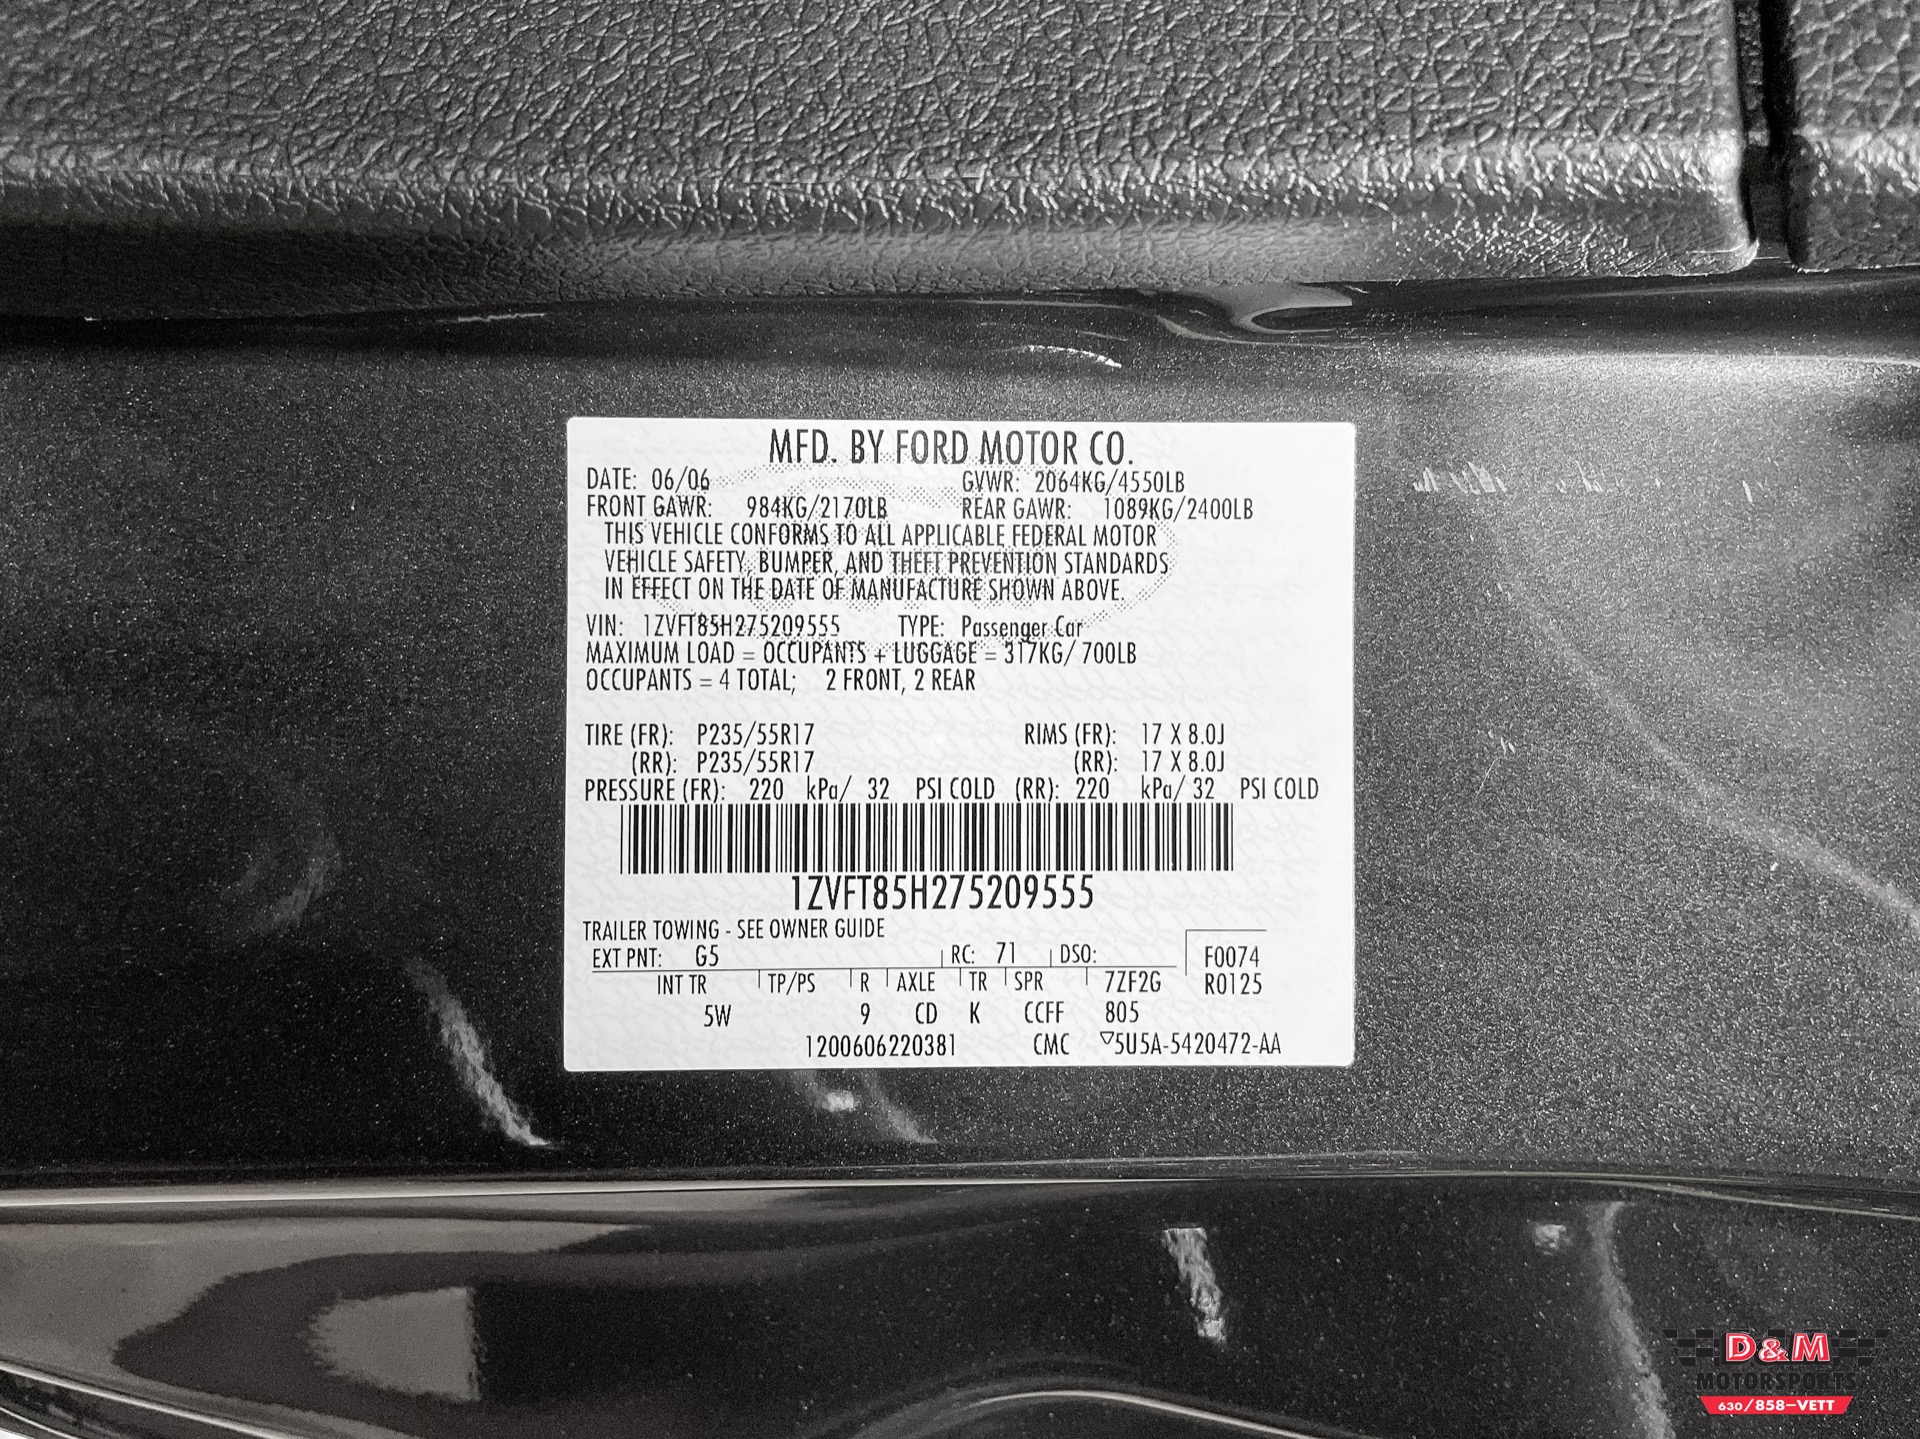 MFD. BY FORD MOTOR CO.
DATE: 06/06 GVWR: 2064KG/4550LB
FRONT GAWR: 984KG/2170LB REAR GAWR: 1089KG/2400LB
THIS VEHICLE CONFORMS TO ALL APPLICABLE FEDERAL MOTOR
VEHICLE SAFETY, BUMPER, AND THEFT PREVENTION STANDARDS
IN EFFECT ON THE DATE OF MANUFACTURE SHOWN ABOVE.
VIN: 1ZVFT85H275209555 TYPE: Passenger Car
MAXIMUM LOAD = OCCUPANTS + LUGGAGE = 317KG/ 700LB
OCCUPANTS = 4 TOTAL; 2 FRONT, 2 REAR
TIRE (FR): P235/55R17 RIMS (FR): 17 X 8.0J
(RR): P235/55R17 (RR): 17 X 8.0J
PRESSURE (FR): 220 kPa/ 32 PSI COLD (RR): 220 kPa/ 32 PSI COLD
1ZVFT85H275209555
TRAILER TOWING - SEE OWNER GUIDE
EXT PNT: G5 RC: 71 DSO: F0074
INT TR TP/PS R AXLE TR SPR 7ZF2G R0125
5W 9 CD K CCFF 805
1200606220381 CMC ▽5U5A-5420472-AA
D&M
MOTORSPORTS
630/858-VETT